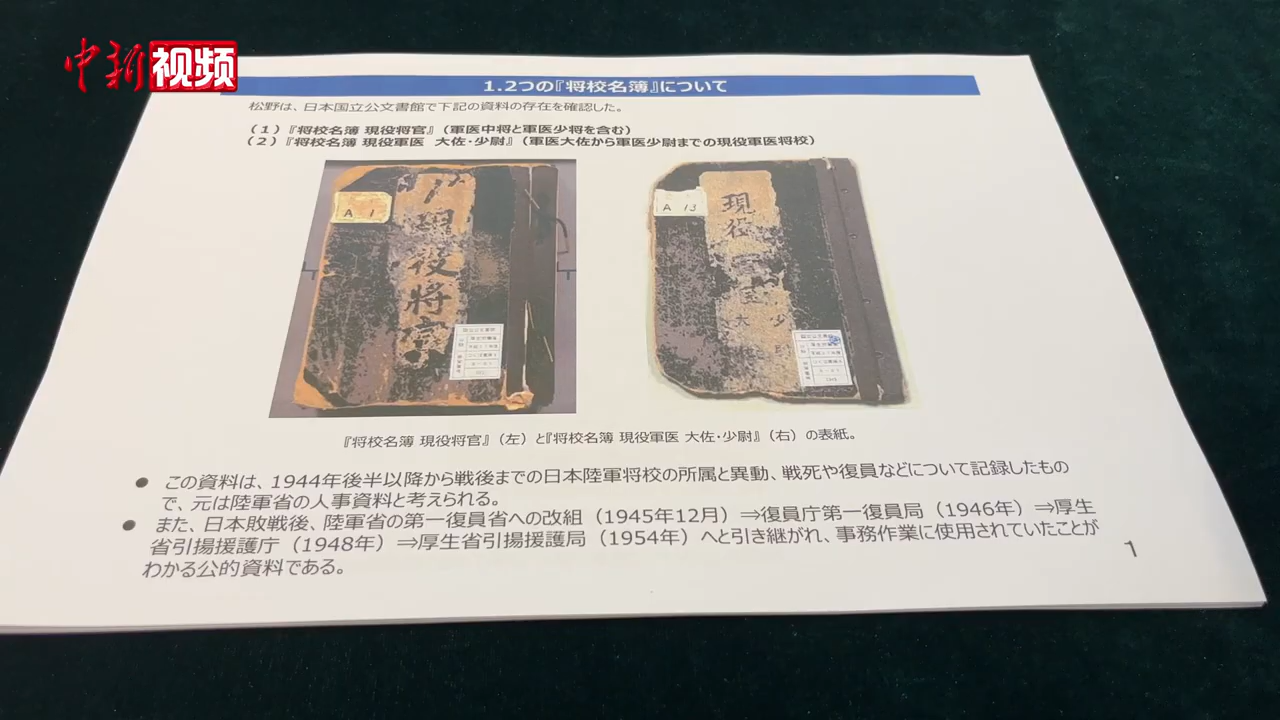 中新视频
1.2つの『将校名簿』について
松野は、日本国立公文書館で下記の資料の存在を確認した。
（1）『将校名簿 現役将官』（軍医中将と軍医少将を含む）
（2）『将校名簿 現役軍医 大佐・少尉』（軍医大佐から軍医少尉までの現役軍医将校）
A 1
現役將官
A 13
現役
大 少
『将校名簿 現役将官』（左）と『将校名簿 現役軍医 大佐・少尉』（右）の表紙。
● この資料は、1944年後半以降から戦後までの日本陸軍将校の所属と異動、戦死や復員などについて記録したもの
で、元は陸軍省の人事資料と考えられる。
● また、日本敗戦後、陸軍省の第一復員省への改組（1945年12月）⇒復員庁第一復員局（1946年）⇒厚生
省引揚援護庁（1948年）⇒厚生省引揚援護局（1954年）へと引き継がれ、事務作業に使用されていたことが
わかる公的資料である。
1